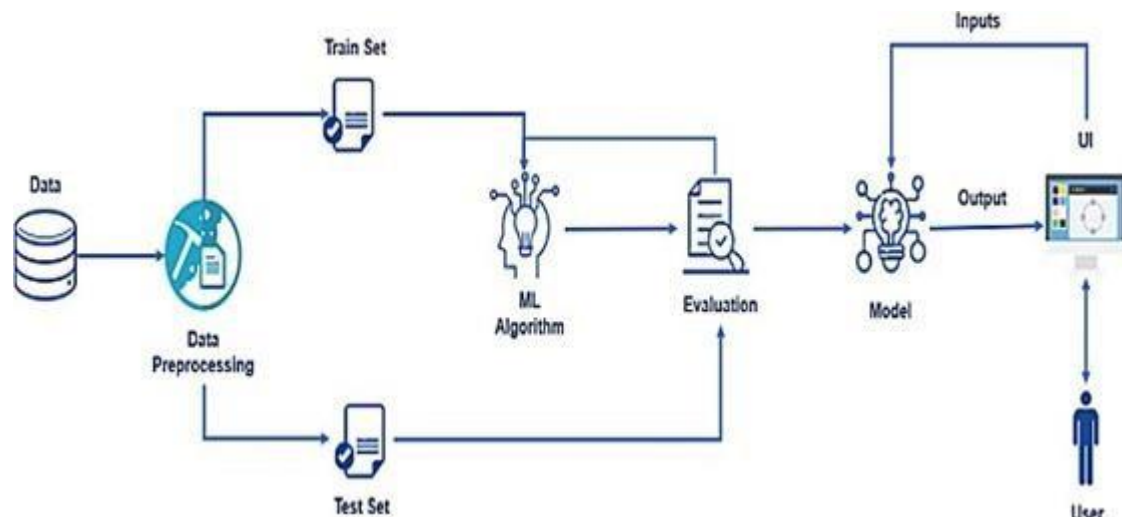 Inputs
Train Set
UI
Data
Output
ML
Algorithm
Evaluation
Model
Data
Preprocessing
Test Set
User